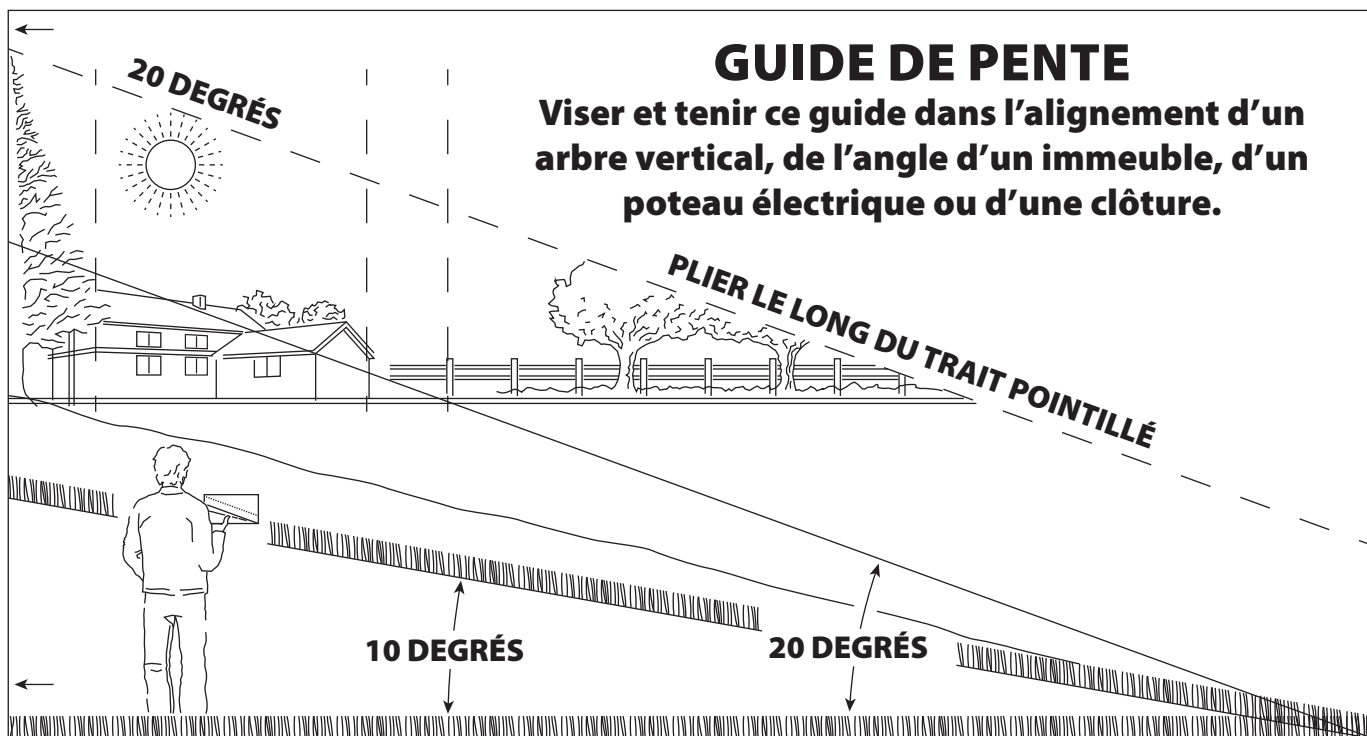 GUIDE DE PENTE
Viser et tenir ce guide dans l’alignement d’un
arbre vertical, de l’angle d’un immeuble, d’un
poteau électrique ou d’une clôture.
20 DEGRÉS
PLIER LE LONG DU TRAIT POINTILLÉ
10 DEGRÉS
20 DEGRÉS